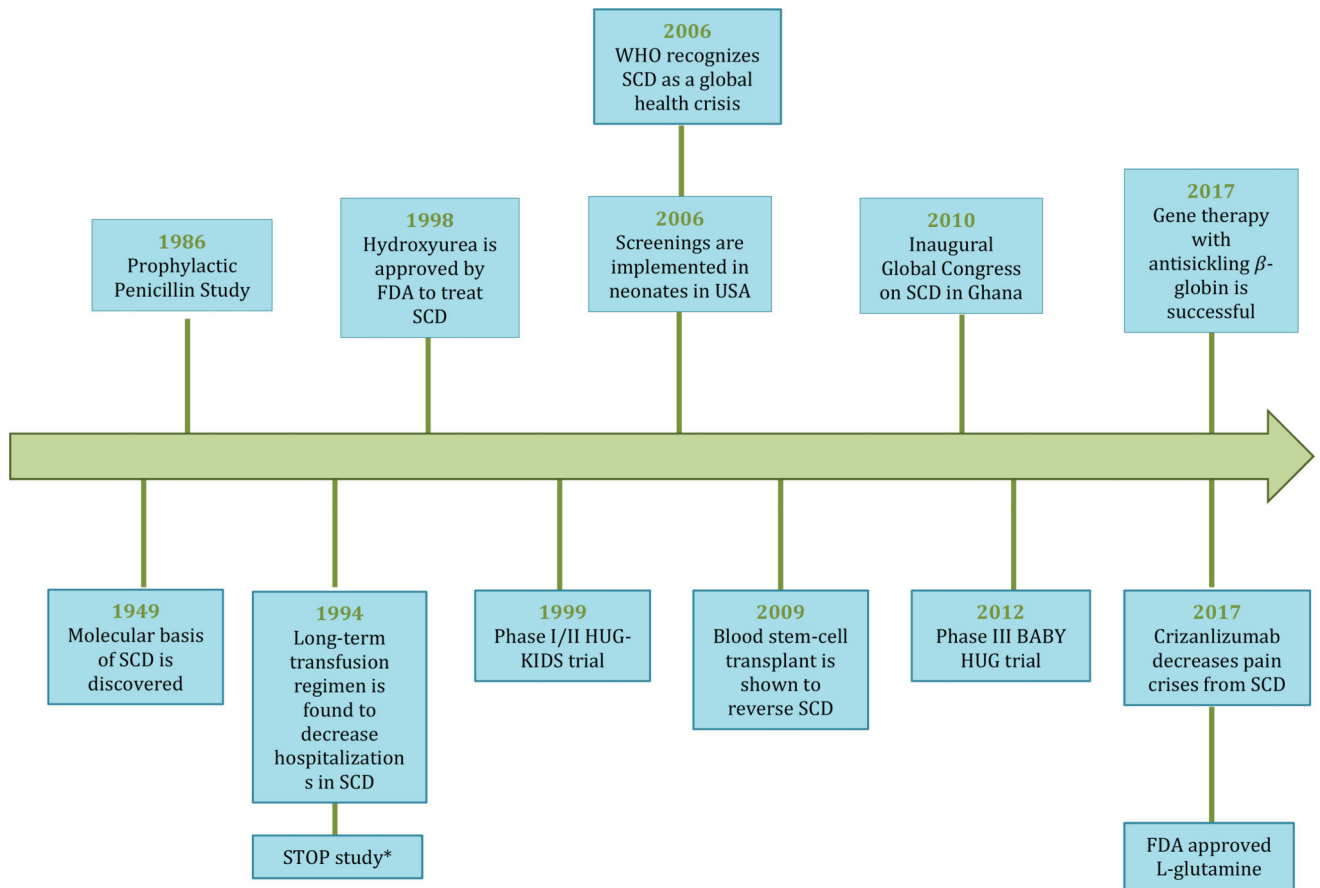 2006
WHO recognizes
SCD as a global
health crisis
1986
Prophylactic
Penicillin Study
1998
Hydroxyurea is
approved by
FDA to treat
SCD
2006
Screenings are
implemented in
neonates in USA
2010
Inaugural
Global Congress
on SCD in Ghana
2017
Gene therapy
with
antisickling β-
globin is
successful
1949
Molecular basis
of SCD is
discovered
1994
Long-term
transfusion
regimen is
found to
decrease
hospitalization
s in SCD
STOP study*
1999
Phase I/II HUG-
KIDS trial
2009
Blood stem-cell
transplant is
shown to
reverse SCD
2012
Phase III BABY
HUG trial
2017
Crizanlizumab
decreases pain
crises from SCD
FDA approved
L-glutamine